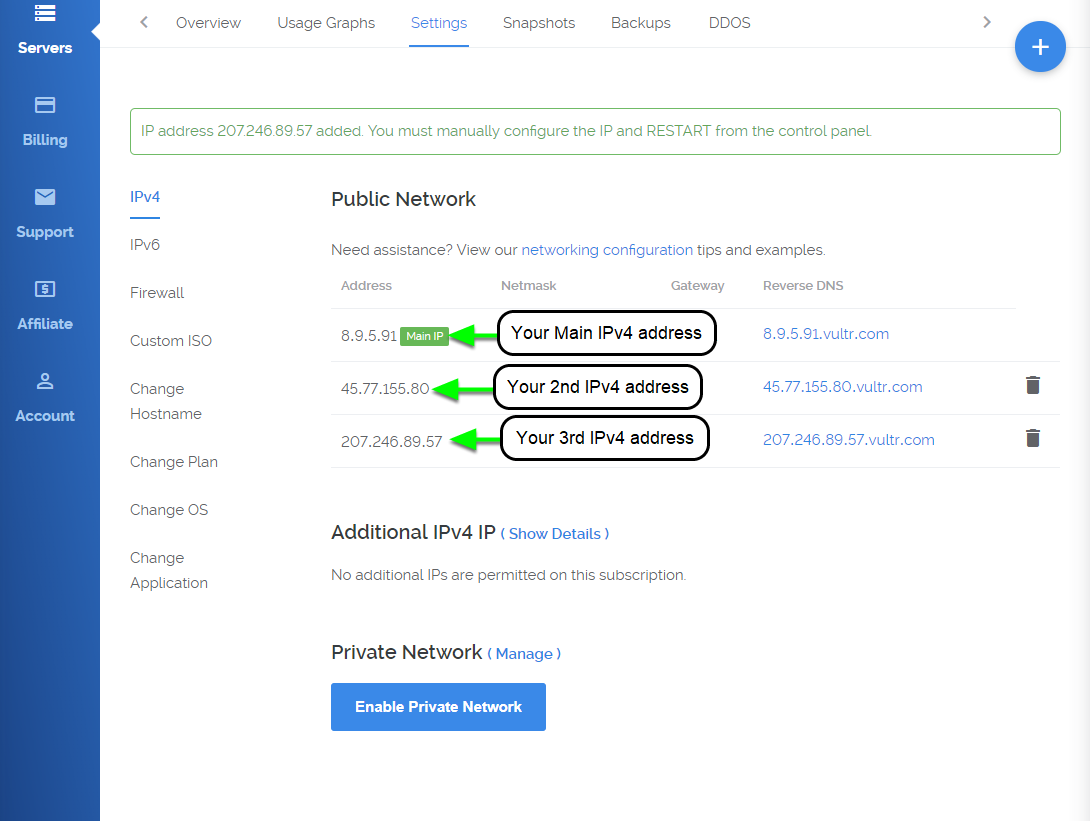 Servers
Billing
Support
Affiliate
Account
Overview Usage Graphs Settings Snapshots Backups DDOS
IP address 207.246.89.57 added. You must manually configure the IP and RESTART from the control panel.
IPv4
IPv6
Firewall
Custom ISO
Change
Hostname
Change Plan
Change OS
Change
Application
Public Network
Need assistance? View our networking configuration tips and examples.
Address Netmask Gateway Reverse DNS
8.9.5.91 Main IP Your Main IPv4 address 8.9.5.91.vultr.com
45.77.155.80 Your 2nd IPv4 address 45.77.155.80.vultr.com
207.246.89.57 Your 3rd IPv4 address 207.246.89.57.vultr.com
Additional IPv4 IP ( Show Details )
No additional IPs are permitted on this subscription.
Private Network ( Manage )
Enable Private Network